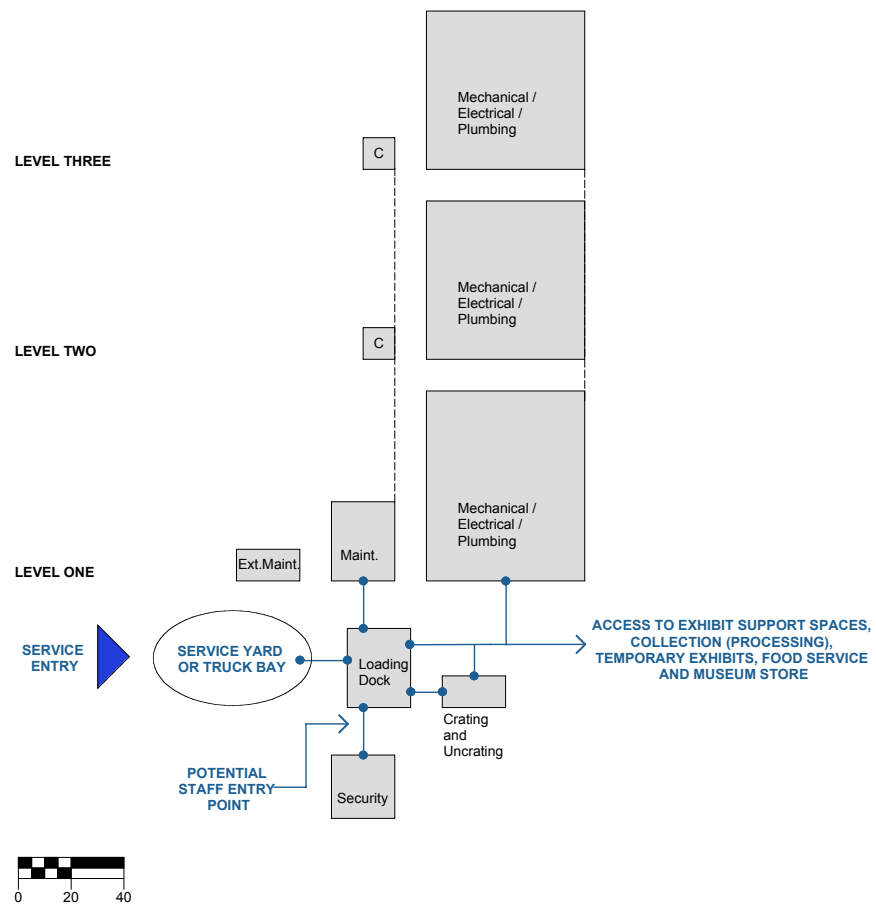 Mechanical /
Electrical /
Plumbing
C
LEVEL THREE
Mechanical /
Electrical /
Plumbing
C
LEVEL TWO
Mechanical /
Electrical /
Plumbing
Maint.
Ext.Maint.
LEVEL ONE
SERVICE
ENTRY
SERVICE YARD
OR TRUCK BAY
Loading
Dock
ACCESS TO EXHIBIT SUPPORT SPACES,
COLLECTION (PROCESSING),
TEMPORARY EXHIBITS, FOOD SERVICE
AND MUSEUM STORE
Crating
and
Uncrating
POTENTIAL
STAFF ENTRY
POINT
Security
0 20 40